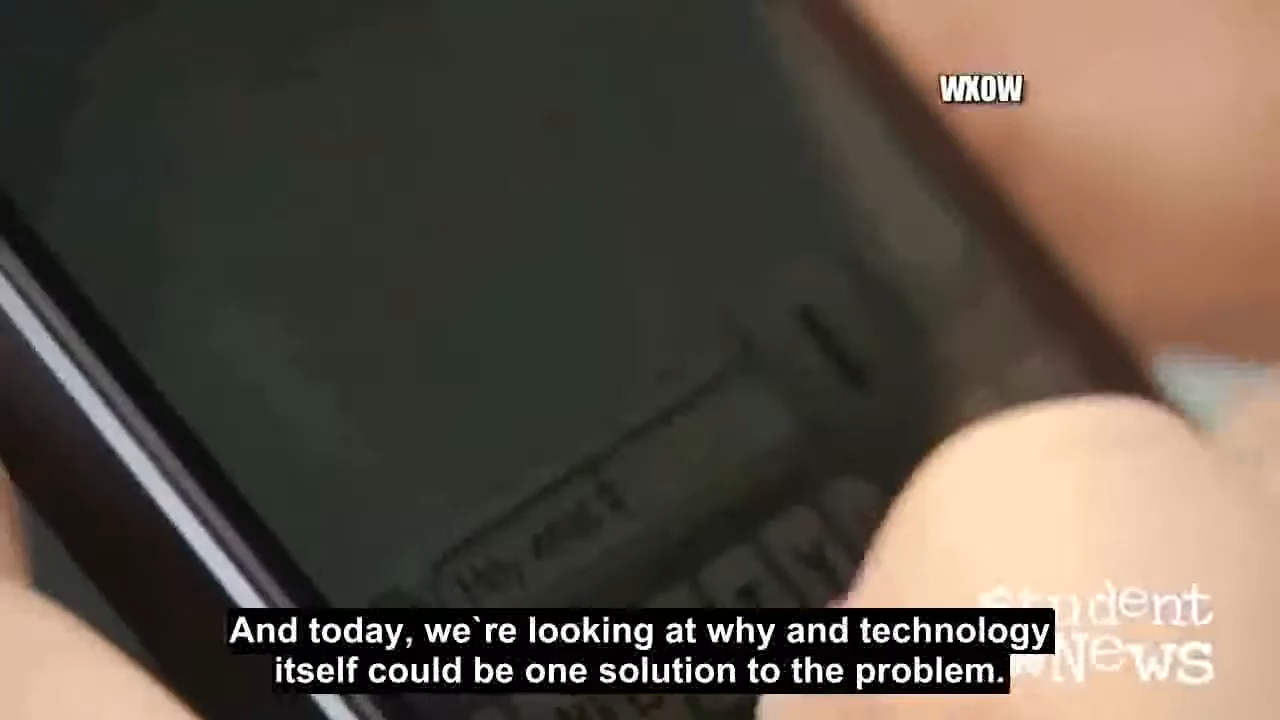 WXOW
And today, we`re looking at why and technology
itself could be one solution to the problem.
student
News